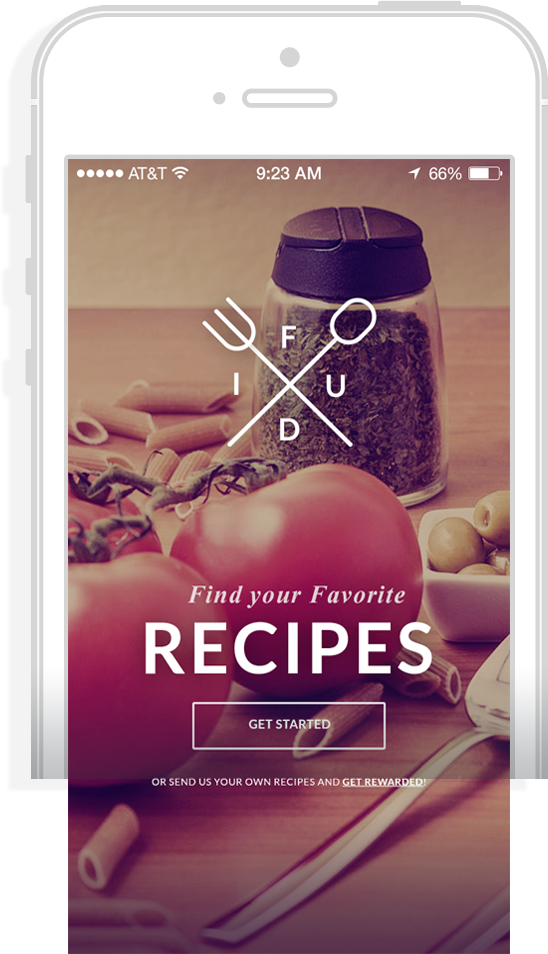 AT&T 9:23 AM 66%
F
I U
D
Find your Favorite
RECIPES
GET STARTED
OR SEND US YOUR OWN RECIPES AND GET REWARDED!